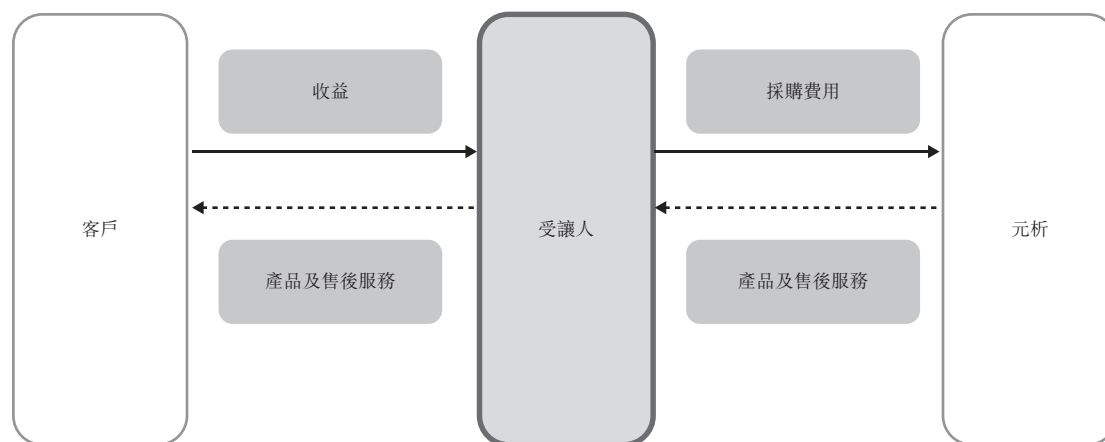 收益
採購費用
客戶
受讓人
元析
產品及售後服務
產品及售後服務